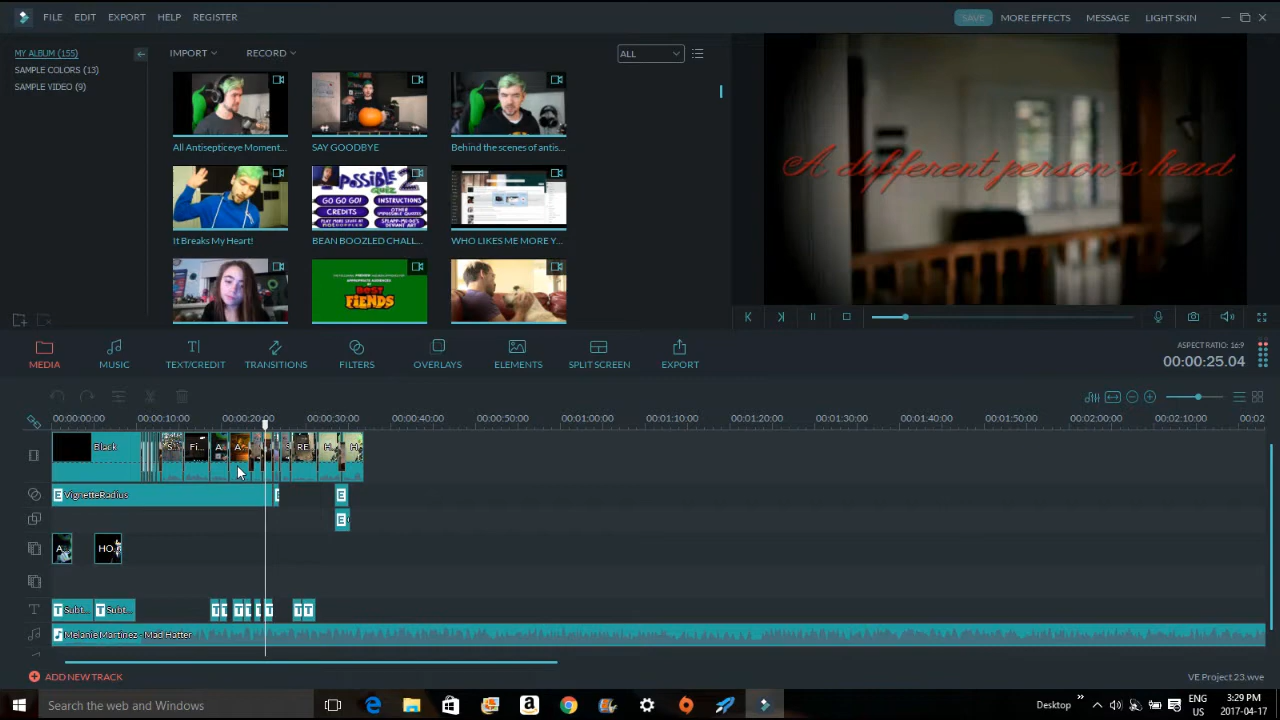 FILE EDIT EXPORT HELP REGISTER
SAVE MORE EFFECTS MESSAGE LIGHT SKIN
MY ALBUM (155)
SAMPLE COLORS (13)
SAMPLE VIDEO (9)
IMPORT RECORD ALL
All Antisepticeye Moment...
SAY GOODBYE
Behind the scenes of antis...
POSSIBLE 2
QUIZ
GO GO GO! INSTRUCTIONS
CREDITS
LIKES
It Breaks My Heart!
BEAN BOOZLED CHALL...
WHO LIKES ME MORE Y...
BEST
FIENDS
A dyfferent person's head
MEDIA MUSIC TEXT/CREDIT TRANSITIONS FILTERS OVERLAYS ELEMENTS SPLIT SCREEN EXPORT
ASPECT RATIO: 16:9
00:00:25.04
00:00:00:00 00:00:10:00 00:00:20:00 00:00:30:00 00:00:40:00 00:00:50:00 00:01:00:00 00:01:10:00 00:01:20:00 00:01:30:00 00:01:40:00 00:01:50:00 00:02:00:00 00:02:10:00 00:02
Black S... Fi... A... A... S RE H... H
E VignetteRadius E E
E
A... HO...
T Subt... T Subt... T T T T T T T T
Melanie Martinez - Mad Hatter
ADD NEW TRACK
VE Project 23.wve
Search the web and Windows
Desktop
ENG
US
3:29 PM
2017-04-17